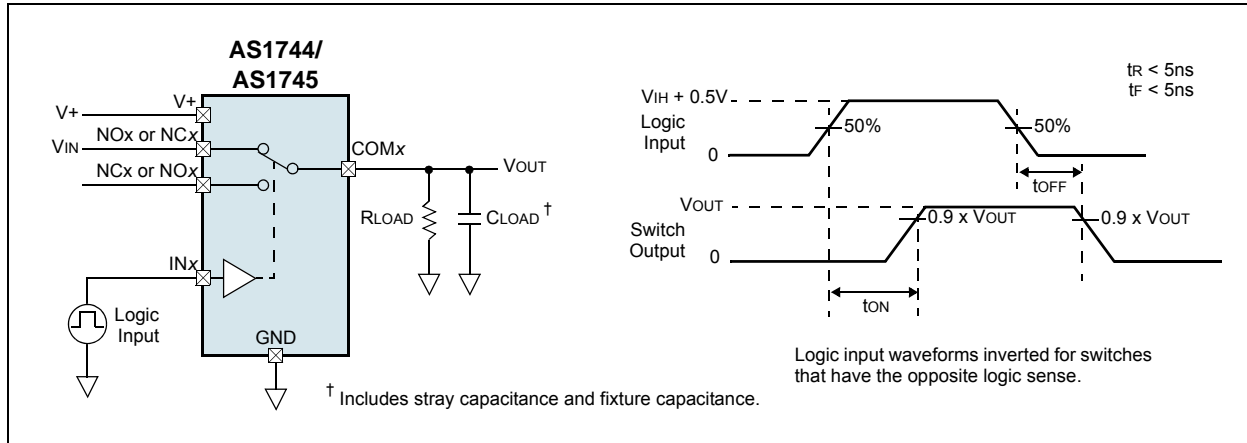 AS1744/
AS1745
V+
V+
NOx or NCx
VIN
COMx
VOUT
NCx or NOx
RLOAD
CLOAD †
INx
Logic
Input
GND
† Includes stray capacitance and fixture capacitance.
tR < 5ns
tF < 5ns
VIH + 0.5V
Logic
Input
50%
50%
0
tOFF
VOUT
0.9 x VOUT
0.9 x VOUT
Switch
Output
0
tON
Logic input waveforms inverted for switches
that have the opposite logic sense.